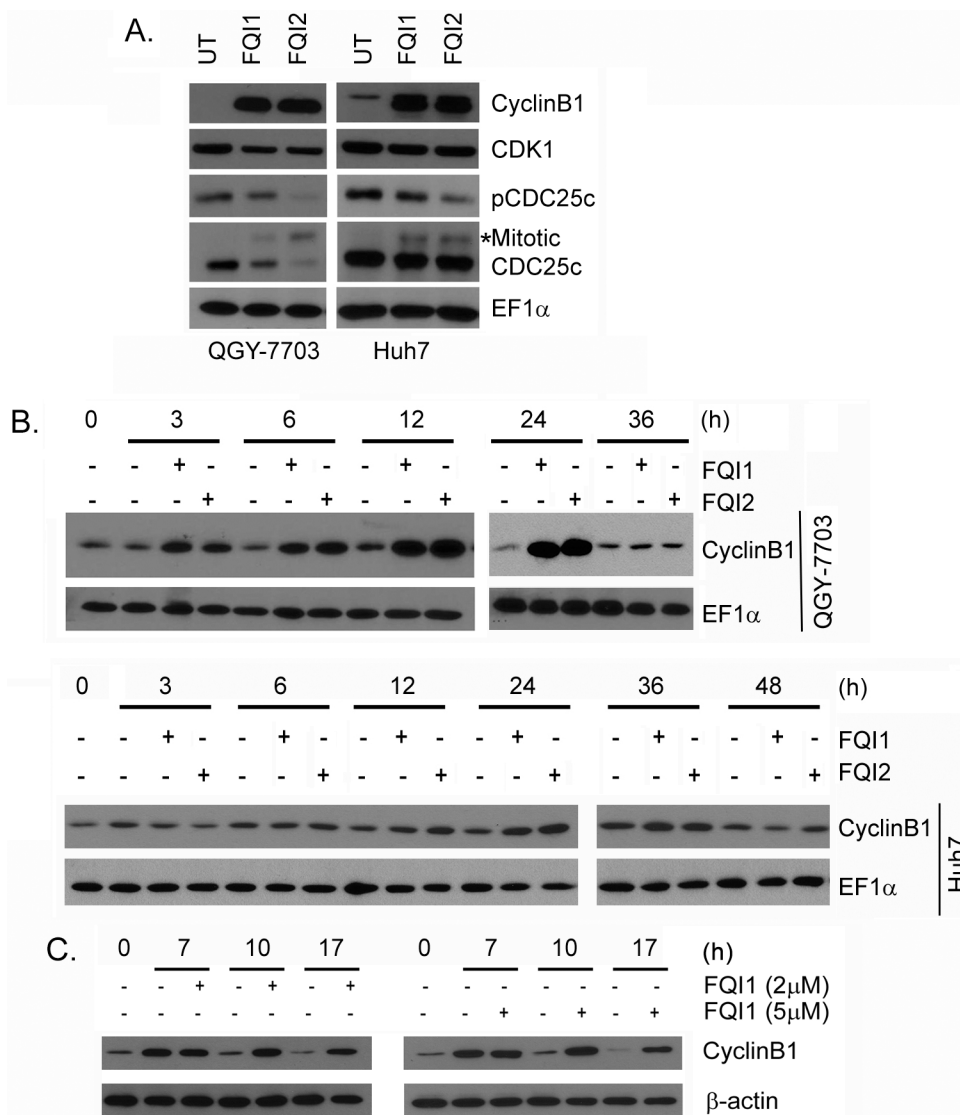 A.
UT FQI1 FQI2 UT FQI1 FQI2
CyclinB1
CDK1
pCDC25c
*Mitotic
CDC25c
EF1α
QGY-7703 Huh7
B.
0 3 6 12 24 36 (h)
- - + - - + - - + - - + - - + - FQI1
- - - + - - + - - + - - + - - + FQI2
CyclinB1
EF1α
QGY-7703
0 3 6 12 24 36 48 (h)
- - + - - + - - + - - + - - + - - + - FQI1
- - - + - - + - - + - - + - - + - - + FQI2
CyclinB1
EF1α
Huh7
C.
0 7 10 17 0 7 10 17 (h)
- - + - + - + - - - - - - - FQI1 (2μM)
- - - - - - - - - + - + - + FQI1 (5μM)
CyclinB1
β-actin